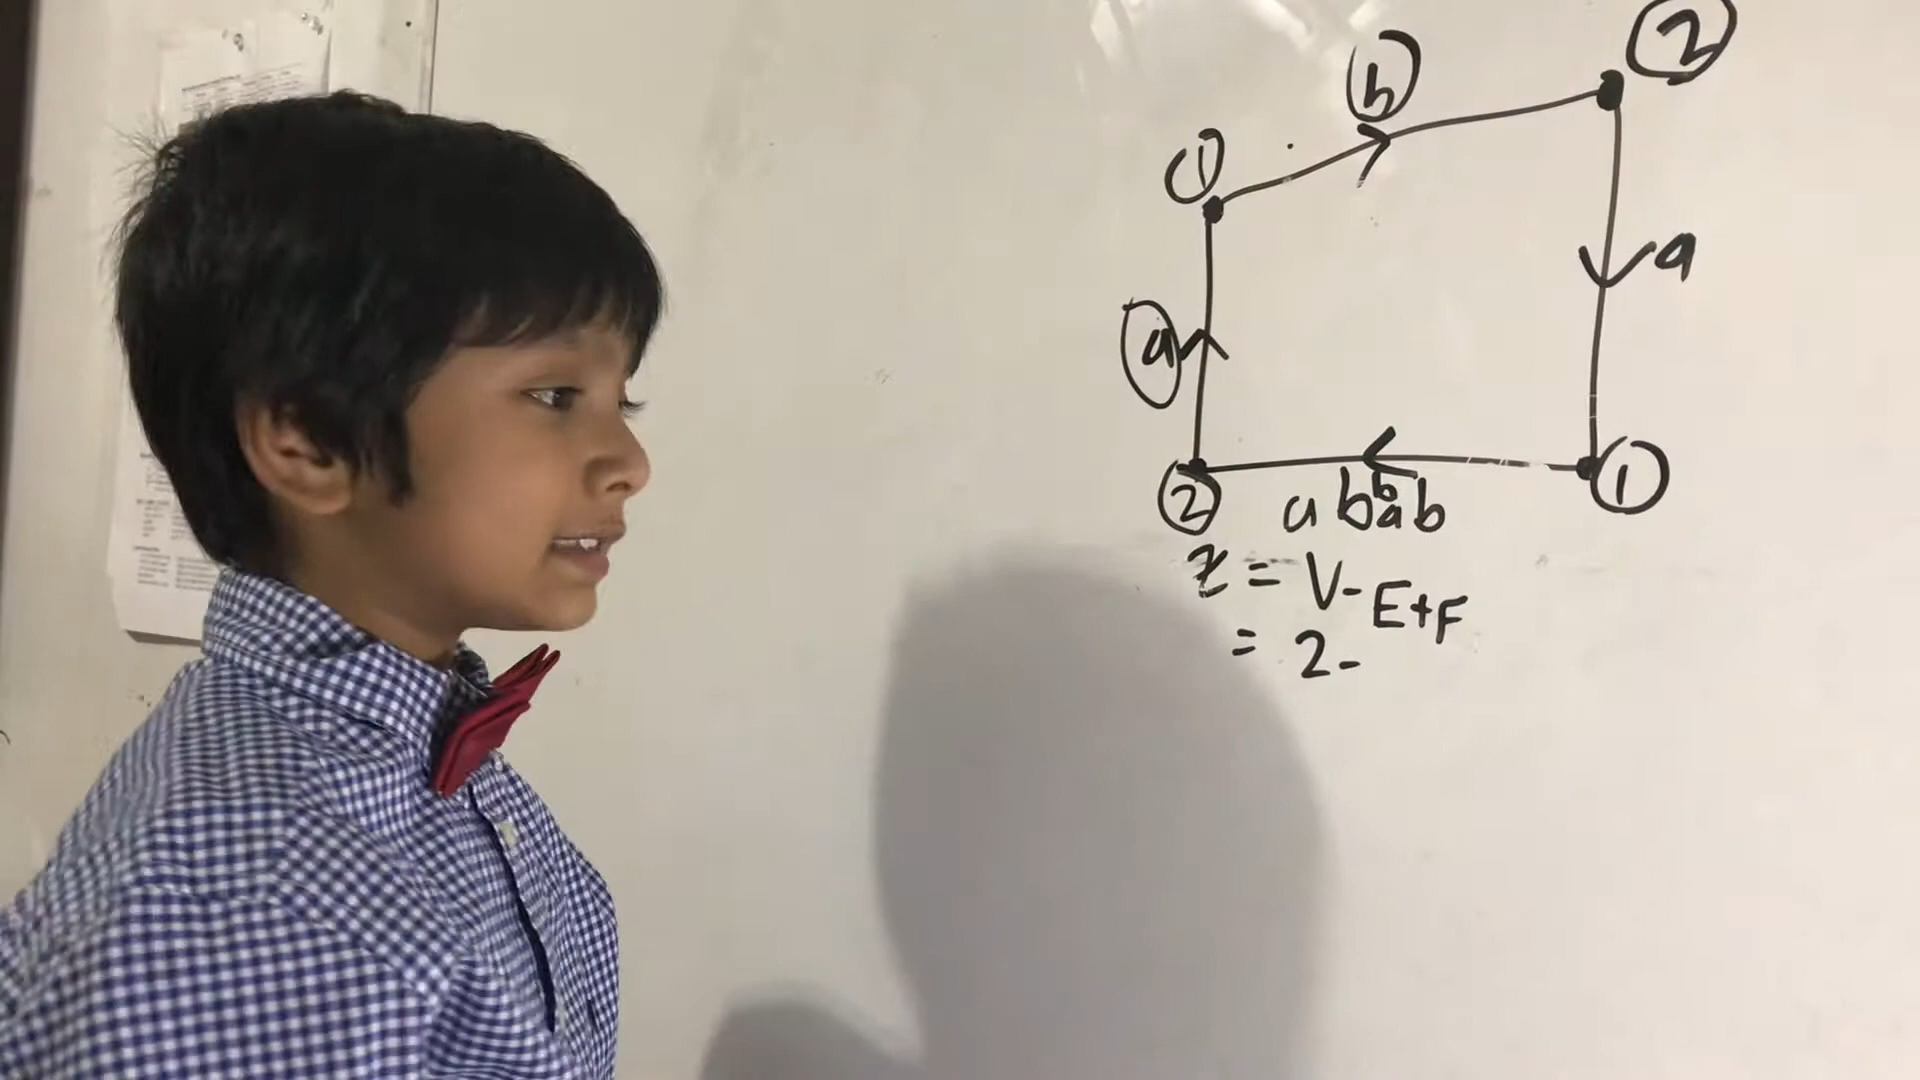 ②
ⓑ
①
a
ⓐ
b
②
①
abab
χ = V-E+F
= 2-